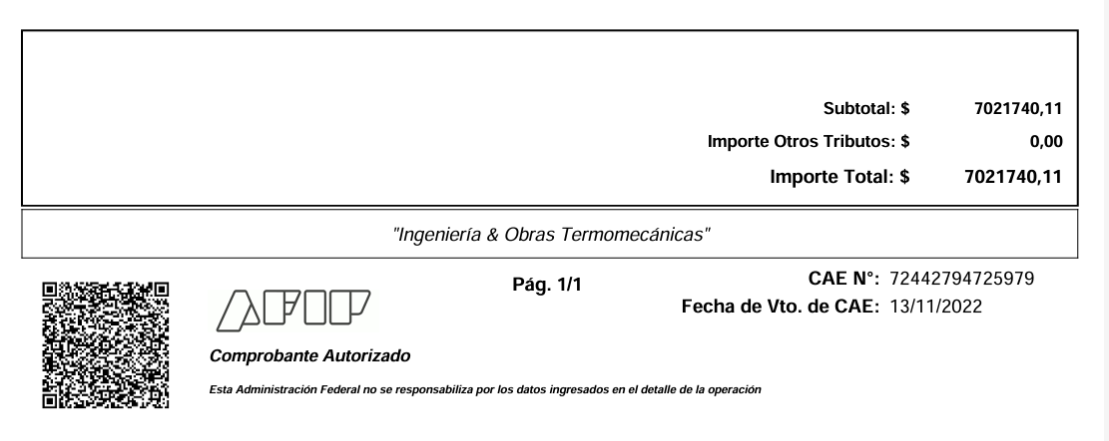 Subtotal: $ 7021740,11
Importe Otros Tributos: $ 0,00
Importe Total: $ 7021740,11
"Ingeniería & Obras Termomecánicas"
Pág. 1/1
CAE N°: 72442794725979
Fecha de Vto. de CAE: 13/11/2022
AFIP
Comprobante Autorizado
Esta Administración Federal no se responsabiliza por los datos ingresados en el detalle de la operación